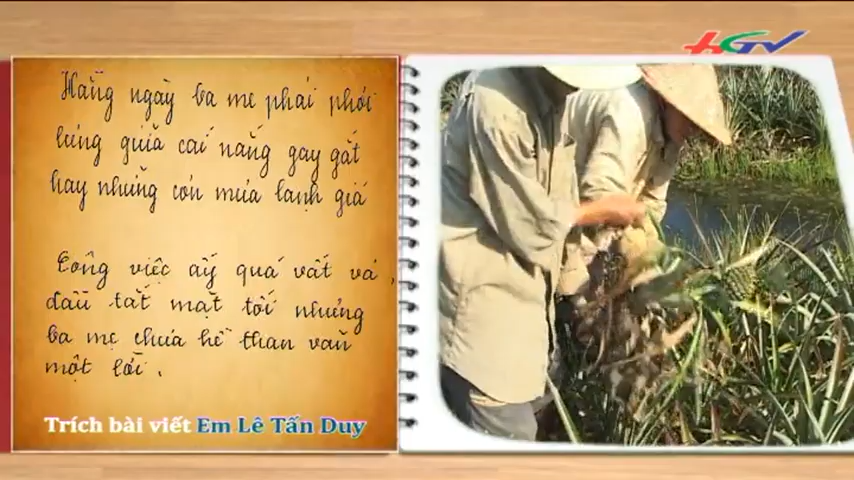 HGTV
Hằng ngày ba mẹ phải phơi
lưng giữa cái nắng gay gắt
hay những cơn mưa lạnh giá
Công việc ấy quá vất vả,
đầu tắt mặt tối nhưng
ba mẹ chưa hề than vãn
một lời.
Trích bài viết Em Lê Tấn Duy